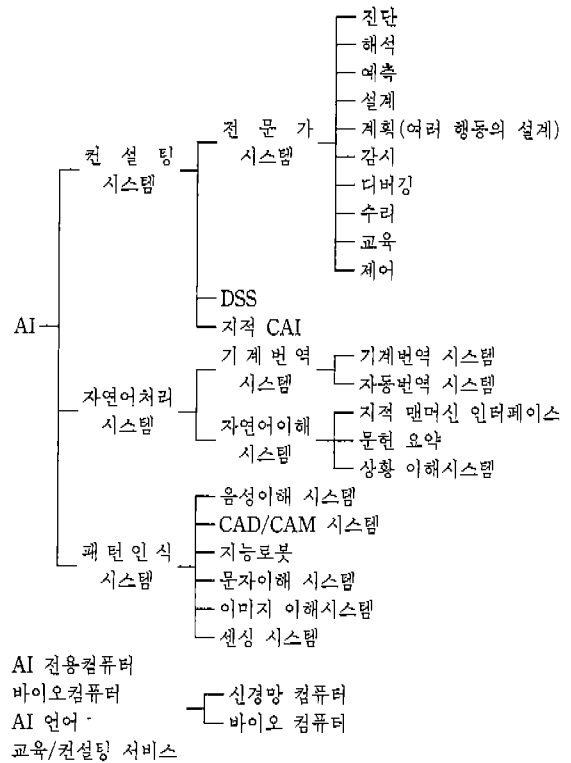 진단
해석
예측
설계
전 문 가
시스템
계획(여러 행동의 설계)
감시
컨 설 팅
시스템
디버깅
수리
교육
제어
DSS
AI
지적 CAI
기 계 번 역
시스템
기계번역 시스템
자동번역 시스템
자연어처리
시스템
자연어이해
시스템
지적 맨머신 인터페이스
문헌 요약
상황 이해시스템
음성이해 시스템
CAD/CAM 시스템
패 턴 인 식
시스템
지능로봇
문자이해 시스템
이미지 이해시스템
센싱 시스템
AI 전용컴퓨터
바이오컴퓨터
신경망 컴퓨터
AI 언어
바이오 컴퓨터
교육/컨설팅 서비스